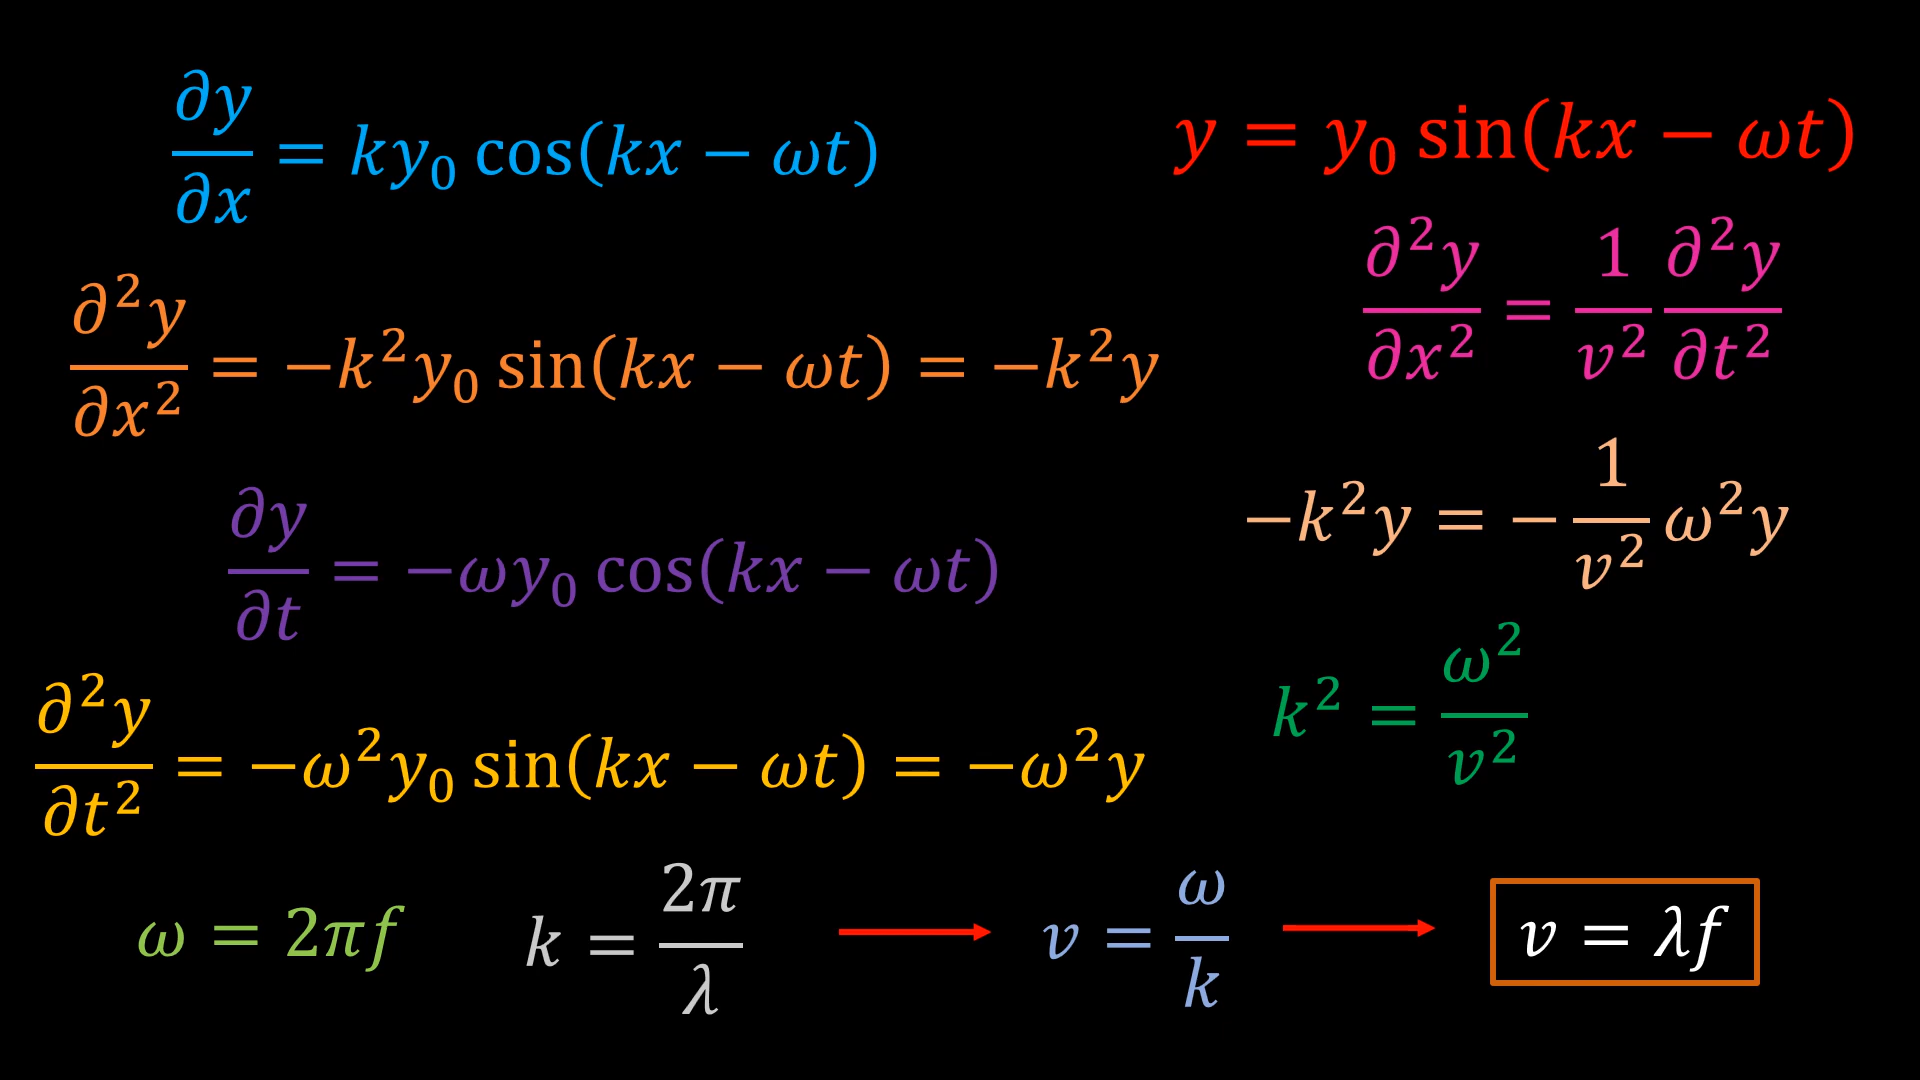 ∂y/∂x = ky₀ cos(kx − ωt)
y = y₀ sin(kx − ωt)
∂²y/∂x² = 1/v² ∂²y/∂t²
∂²y/∂x² = −k²y₀ sin(kx − ωt) = −k²y
−k²y = −1/v² ω²y
∂y/∂t = −ωy₀ cos(kx − ωt)
k² = ω²/v²
∂²y/∂t² = −ω²y₀ sin(kx − ωt) = −ω²y
ω = 2πf
k = 2π/λ
v = ω/k
v = λf